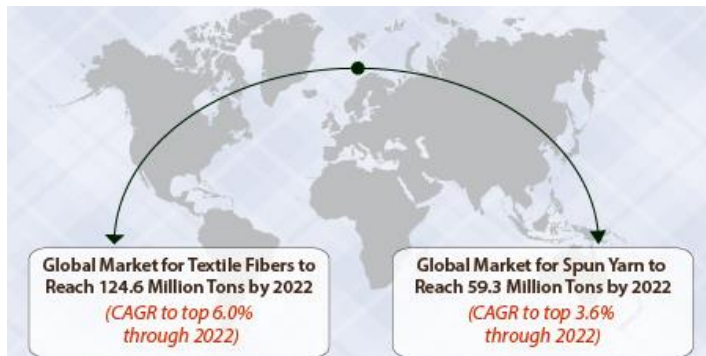 Global Market for Textile Fibers to
Reach 124.6 Million Tons by 2022
(CAGR to top 6.0%
through 2022)
Global Market for Spun Yarn to
Reach 59.3 Million Tons by 2022
(CAGR to top 3.6%
through 2022)